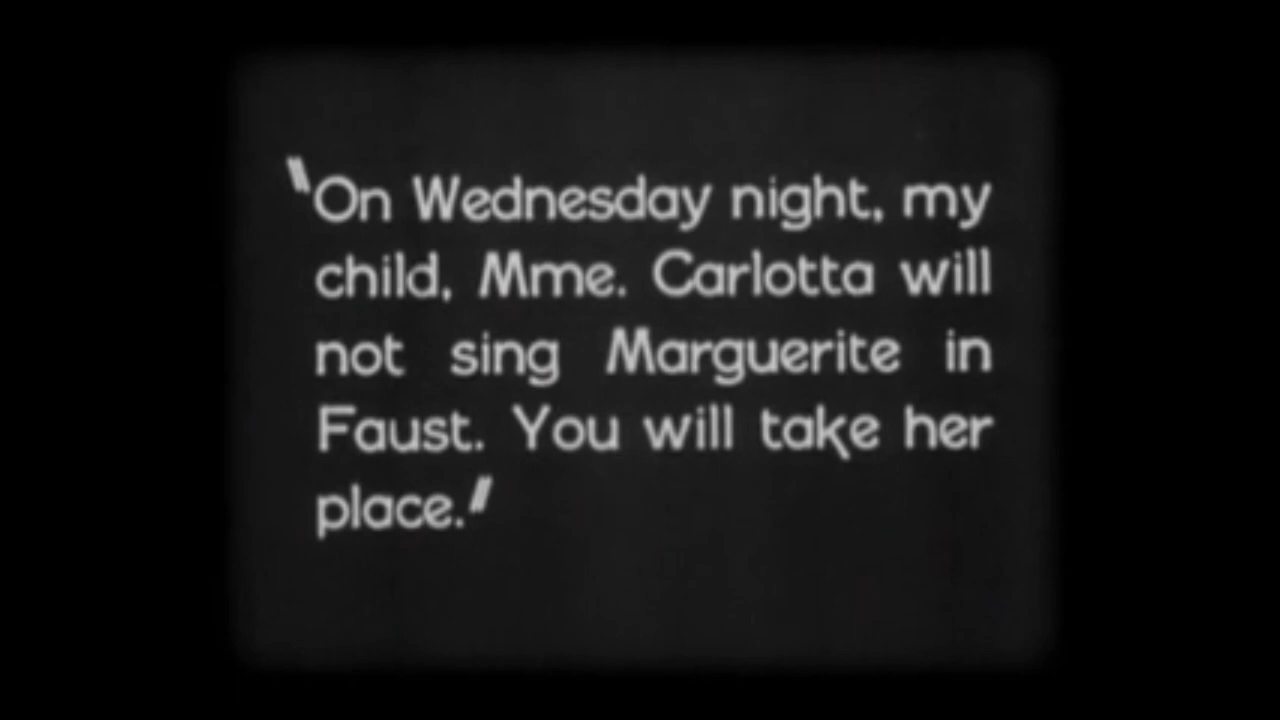 "On Wednesday night, my
child, Mme. Carlotta will
not sing Marguerite in
Faust. You will take her
place."